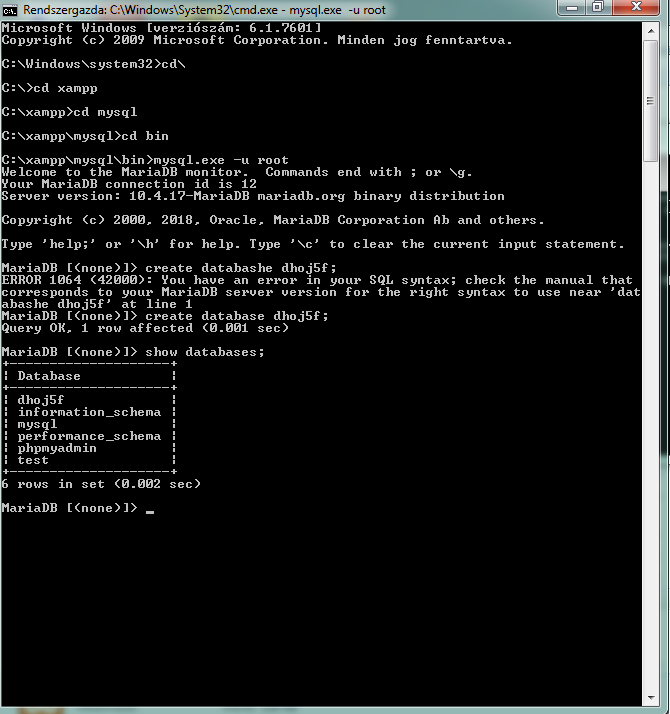 Rendszergazda: C:\Windows\System32\cmd.exe - mysql.exe -u root
Microsoft Windows [verziószám: 6.1.7601]
Copyright (c) 2009 Microsoft Corporation. Minden jog fenntartva.
C:\Windows\system32>cd\
C:\>cd xampp
C:\xampp>cd mysql
C:\xampp\mysql>cd bin
C:\xampp\mysql\bin>mysql.exe -u root
Welcome to the MariaDB monitor.  Commands end with ; or \g.
Your MariaDB connection id is 12
Server version: 10.4.17-MariaDB mariadb.org binary distribution
Copyright (c) 2000, 2018, Oracle, MariaDB Corporation Ab and others.
Type 'help;' or '\h' for help. Type '\c' to clear the current input statement.
MariaDB [(none)]> create databashe dhoj5f;
ERROR 1064 (42000): You have an error in your SQL syntax; check the manual that
corresponds to your MariaDB server version for the right syntax to use near 'dat
abashe dhoj5f' at line 1
MariaDB [(none)]> create database dhoj5f;
Query OK, 1 row affected (0.001 sec)
MariaDB [(none)]> show databases;
+--------------------+
| Database           |
+--------------------+
| dhoj5f             |
| information_schema |
| mysql              |
| performance_schema |
| phpmyadmin         |
| test               |
+--------------------+
6 rows in set (0.002 sec)
MariaDB [(none)]> _